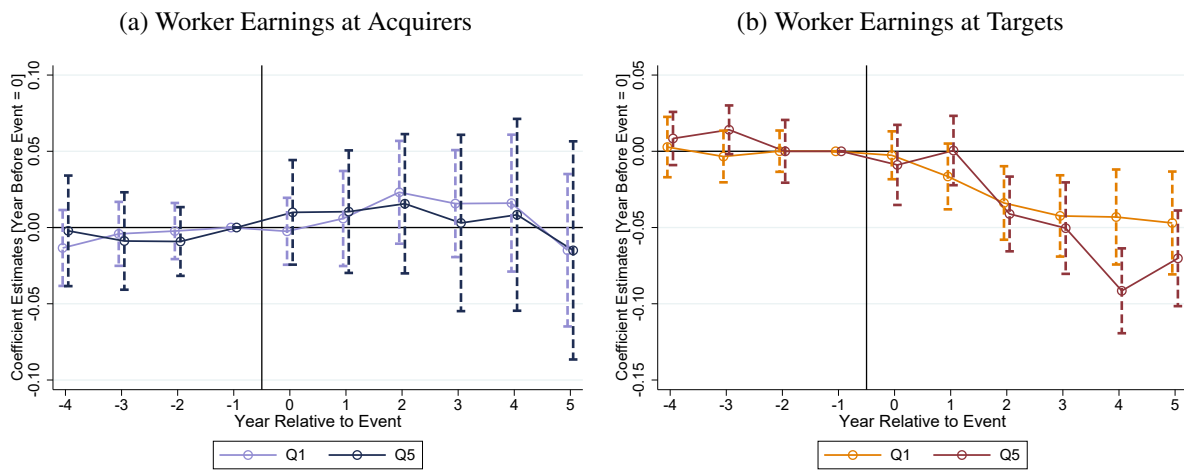 (a) Worker Earnings at Acquirers
Coefficient Estimates [Year Before Event = 0]
0.10
0.05
0.00
-0.05
-0.10
-4 -3 -2 -1 0 1 2 3 4 5
Year Relative to Event
Q1 Q5
(b) Worker Earnings at Targets
Coefficient Estimates [Year Before Event = 0]
0.05
0.00
-0.05
-0.10
-0.15
-4 -3 -2 -1 0 1 2 3 4 5
Year Relative to Event
Q1 Q5